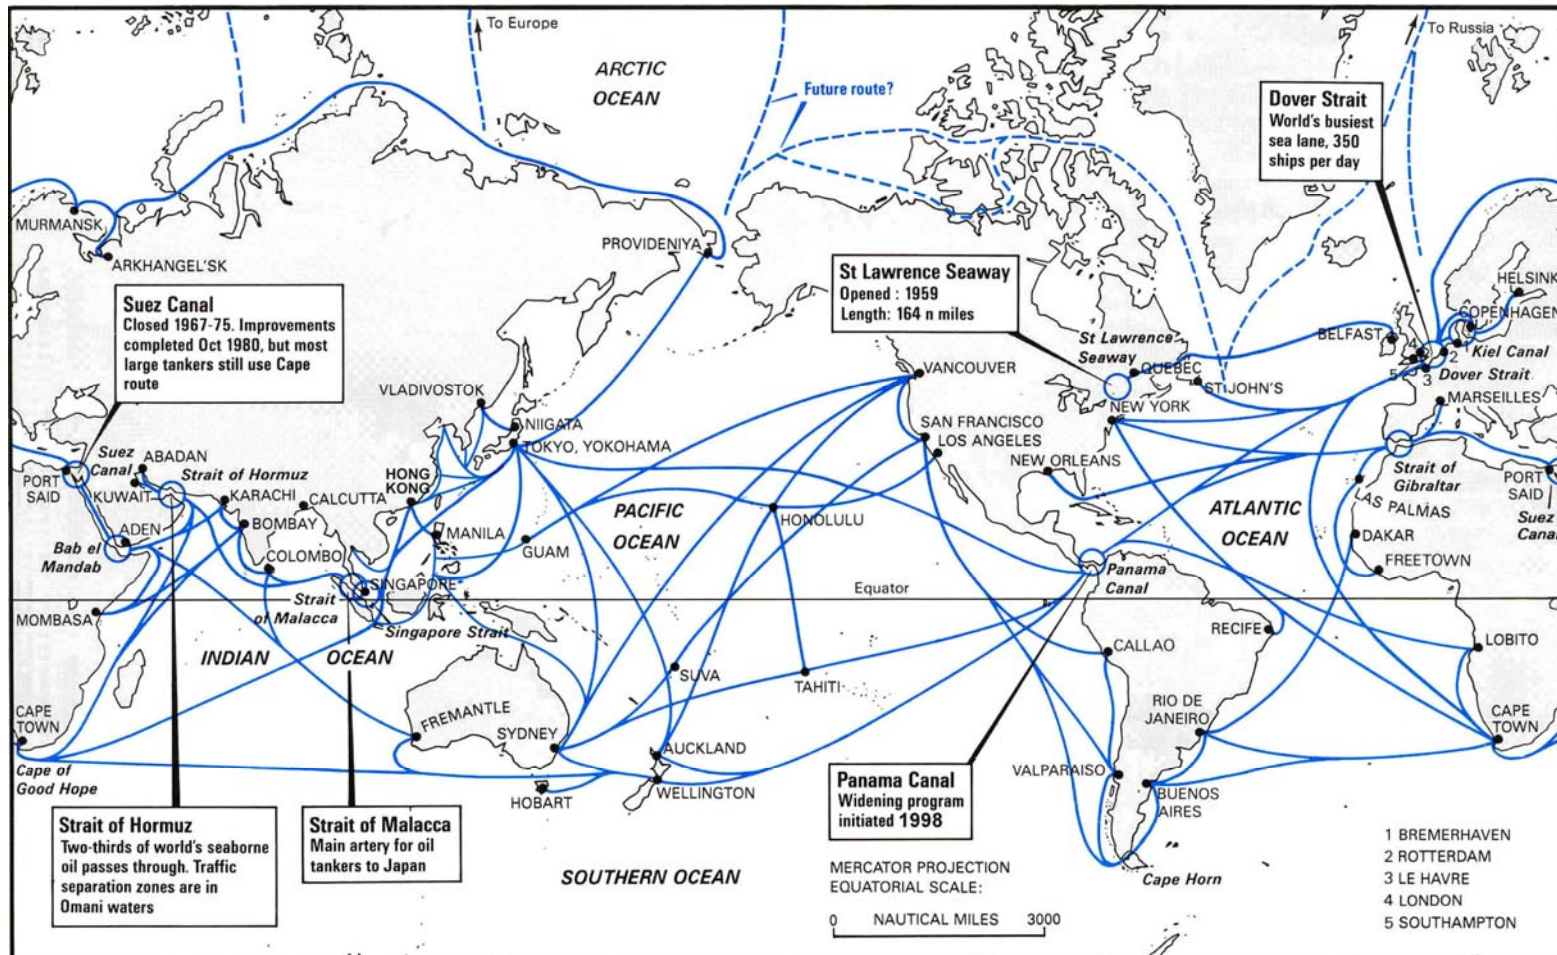 To Europe
ARCTIC
OCEAN
Future route?
To Russia
Dover Strait
World's busiest
sea lane, 350
ships per day
MURMANSK
ARKHANGEL'SK
PROVIDENIYA
St Lawrence Seaway
Opened : 1959
Length: 164 n miles
Suez Canal
Closed 1967-75. Improvements
completed Oct 1980, but most
large tankers still use Cape
route
HELSINKI
COPENHAGEN
BELFAST
Kiel Canal
Dover Strait
4
2
1
5
3
2
St Lawrence
Seaway
QUEBEC
ST JOHN'S
NEW YORK
MARSEILLES
VANCOUVER
VLADIVOSTOK
NIIGATA
TOKYO, YOKOHAMA
SAN FRANCISCO
LOS ANGELES
NEW ORLEANS
Strait of
Gibraltar
PORT
SAID
Suez
Canal
Suez
Canal
ABADAN
Strait of Hormuz
PORT
SAID
KUWAIT
KARACHI
CALCUTTA
HONG
KONG
PACIFIC
OCEAN
HONOLULU
ATLANTIC
OCEAN
LAS PALMAS
ADEN
BOMBAY
MANILA
GUAM
DAKAR
Bab el
Mandab
COLOMBO
FREETOWN
SINGAPORE
Equator
Panama
Canal
Strait
of Malacca
MOMBASA
Singapore Strait
RECIFE
LOBITO
INDIAN OCEAN
CALLAO
SUVA
TAHITI
RIO DE
JANEIRO
CAPE
TOWN
CAPE
TOWN
FREMANTLE
SYDNEY
AUCKLAND
Cape of
Good Hope
VALPARAISO
HOBART
WELLINGTON
BUENOS
AIRES
Panama Canal
Widening program
initiated 1998
Strait of Hormuz
Two-thirds of world's seaborne
oil passes through. Traffic
separation zones are in
Omani waters
Strait of Malacca
Main artery for oil
tankers to Japan
SOUTHERN OCEAN
Cape Horn
MERCATOR PROJECTION
EQUATORIAL SCALE:
0 NAUTICAL MILES 3000
1 BREMERHAVEN
2 ROTTERDAM
3 LE HAVRE
4 LONDON
5 SOUTHAMPTON